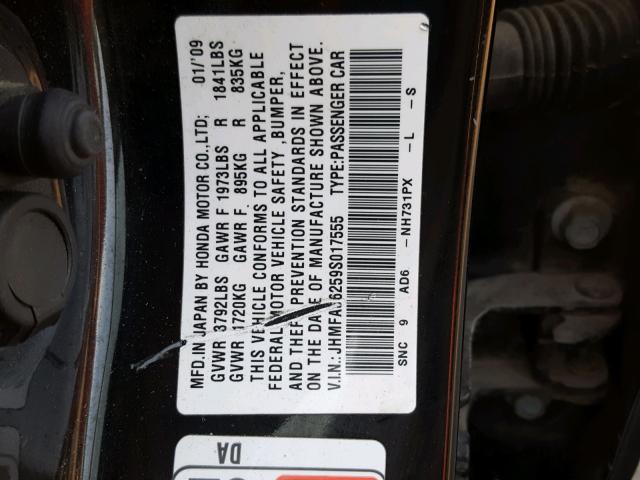 MFD.IN JAPAN BY HONDA MOTOR CO.,LTD; 01/'09
GVWR 3792LBS GAWR F 1973LBS R 1841LBS
GVWR 1720KG GAWR F. 895KG R 835KG
THIS VEHICLE CONFORMS TO ALL APPLICABLE
FEDERAL MOTOR VEHICLE SAFETY ,BUMPER,
AND THEFT PREVENTION STANDARDS IN EFFECT
ON THE DATE OF MANUFACTURE SHOWN ABOVE.
V.I.N.: TYPE:PASSENGER CAR
SNC 9 AD6 -NH731PX -L -S
DA